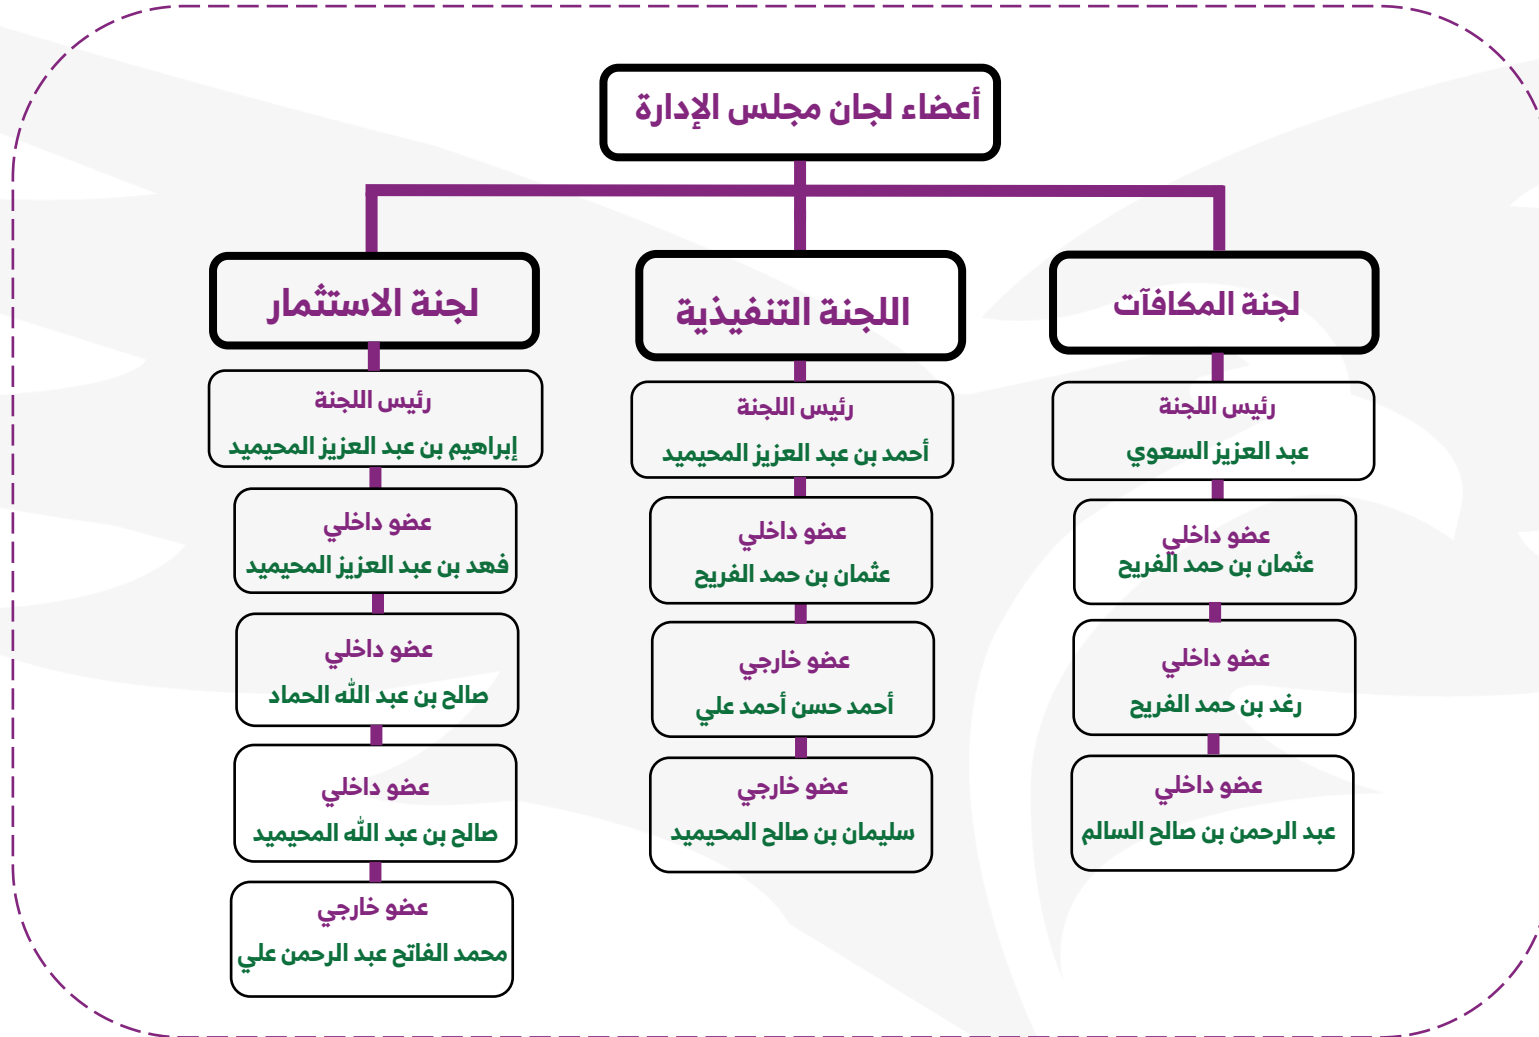 أعضاء لجان مجلس الإدارة
لجنة المكافآت
رئيس اللجنة
عبد العزيز السعوي
عضو داخلي
عثمان بن حمد الفريح
عضو داخلي
رغد بن حمد الفريح
عضو داخلي
عبد الرحمن بن صالح السالم
اللجنة التنفيذية
رئيس اللجنة
أحمد بن عبد العزيز المحيميد
عضو داخلي
عثمان بن حمد الفريح
عضو خارجي
أحمد حسن أحمد علي
عضو خارجي
سليمان بن صالح المحيميد
لجنة الاستثمار
رئيس اللجنة
إبراهيم بن عبد العزيز المحيميد
عضو داخلي
فهد بن عبد العزيز المحيميد
عضو داخلي
صالح بن عبد الله الحماد
عضو داخلي
صالح بن عبد الله المحيميد
عضو خارجي
محمد الفاتح عبد الرحمن علي